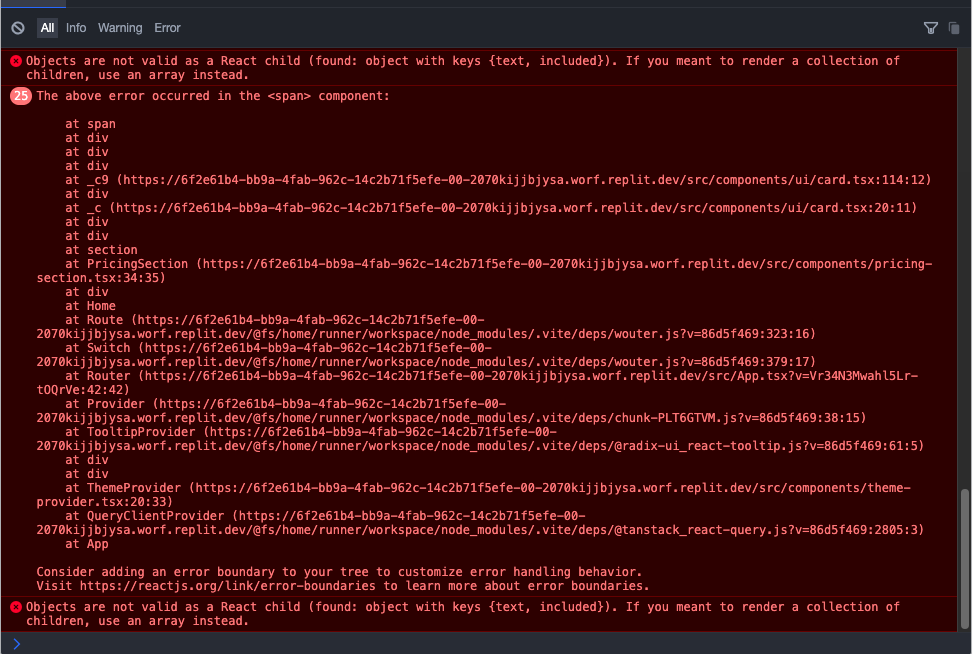 All Info Warning Error
Objects are not valid as a React child (found: object with keys {text, included}). If you meant to render a collection of
children, use an array instead.
25 The above error occurred in the <span> component:
at span
at div
at div
at div
at _c9 (https://6f2e61b4-bb9a-4fab-962c-14c2b71f5efe-00-2070kijjbjysa.worf.replit.dev/src/components/ui/card.tsx:114:12)
at div
at _c (https://6f2e61b4-bb9a-4fab-962c-14c2b71f5efe-00-2070kijjbjysa.worf.replit.dev/src/components/ui/card.tsx:20:11)
at div
at div
at section
at PricingSection (https://6f2e61b4-bb9a-4fab-962c-14c2b71f5efe-00-2070kijjbjysa.worf.replit.dev/src/components/pricing-
section.tsx:34:35)
at div
at Home
at Route (https://6f2e61b4-bb9a-4fab-962c-14c2b71f5efe-00-
2070kijjbjysa.worf.replit.dev/@fs/home/runner/workspace/node_modules/.vite/deps/wouter.js?v=86d5f469:323:16)
at Switch (https://6f2e61b4-bb9a-4fab-962c-14c2b71f5efe-00-
2070kijjbjysa.worf.replit.dev/@fs/home/runner/workspace/node_modules/.vite/deps/wouter.js?v=86d5f469:379:17)
at Router (https://6f2e61b4-bb9a-4fab-962c-14c2b71f5efe-00-2070kijjbjysa.worf.replit.dev/src/App.tsx?v=Vr34N3Mwahl5Lr-
tOQrVe:42:42)
at Provider (https://6f2e61b4-bb9a-4fab-962c-14c2b71f5efe-00-
2070kijjbjysa.worf.replit.dev/@fs/home/runner/workspace/node_modules/.vite/deps/chunk-PLT6GTVM.js?v=86d5f469:38:15)
at TooltipProvider (https://6f2e61b4-bb9a-4fab-962c-14c2b71f5efe-00-
2070kijjbjysa.worf.replit.dev/@fs/home/runner/workspace/node_modules/.vite/deps/@radix-ui_react-tooltip.js?v=86d5f469:61:5)
at div
at div
at ThemeProvider (https://6f2e61b4-bb9a-4fab-962c-14c2b71f5efe-00-2070kijjbjysa.worf.replit.dev/src/components/theme-
provider.tsx:20:33)
at QueryClientProvider (https://6f2e61b4-bb9a-4fab-962c-14c2b71f5efe-00-
2070kijjbjysa.worf.replit.dev/@fs/home/runner/workspace/node_modules/.vite/deps/@tanstack_react-query.js?v=86d5f469:2805:3)
at App
Consider adding an error boundary to your tree to customize error handling behavior.
Visit https://reactjs.org/link/error-boundaries to learn more about error boundaries.
Objects are not valid as a React child (found: object with keys {text, included}). If you meant to render a collection of
children, use an array instead.